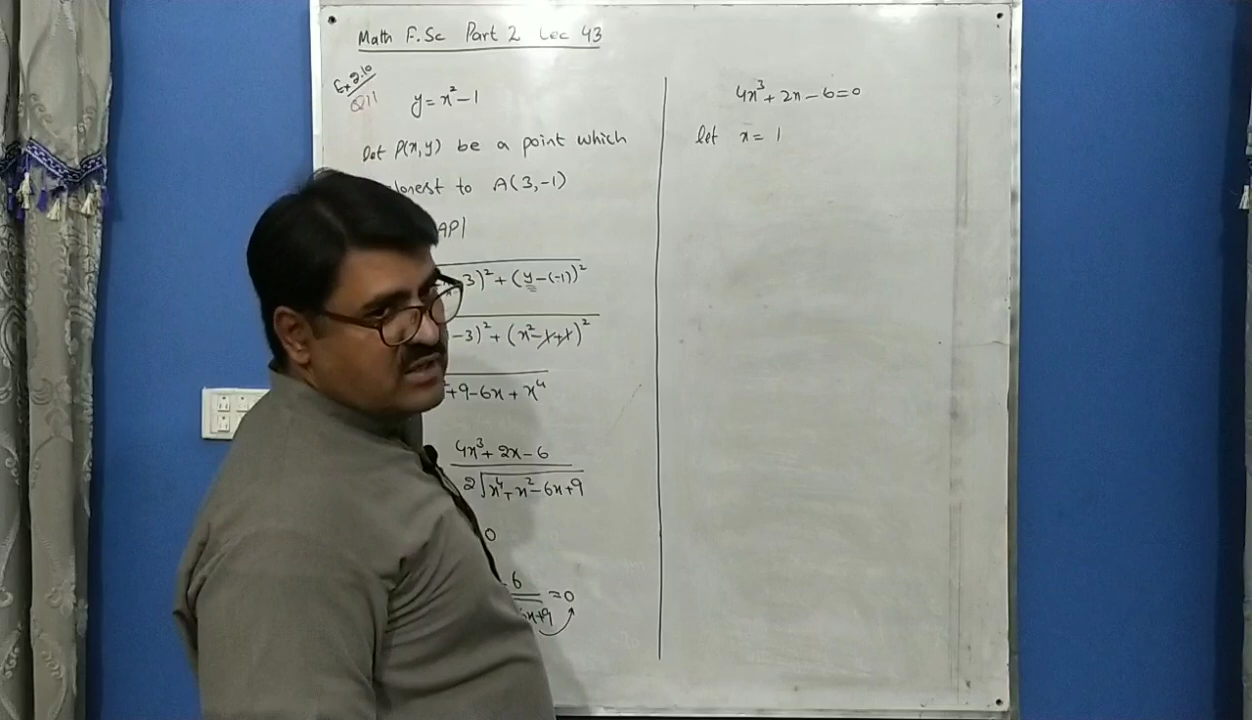 Math F.Sc Part 2 Lec 43
Ex 2.10
Q11
y = x² - 1
Let P(x,y) be a point which
to A(3,-1)
AP|
3)² + (y-(-1))²
-3)² + (x²-1+1)²
+9-6x+x⁴
4x³+2x-6
2√x⁴+x²-6x+9
0
-6
=0
6x+9
4x³+2x-6=0
let x = 1